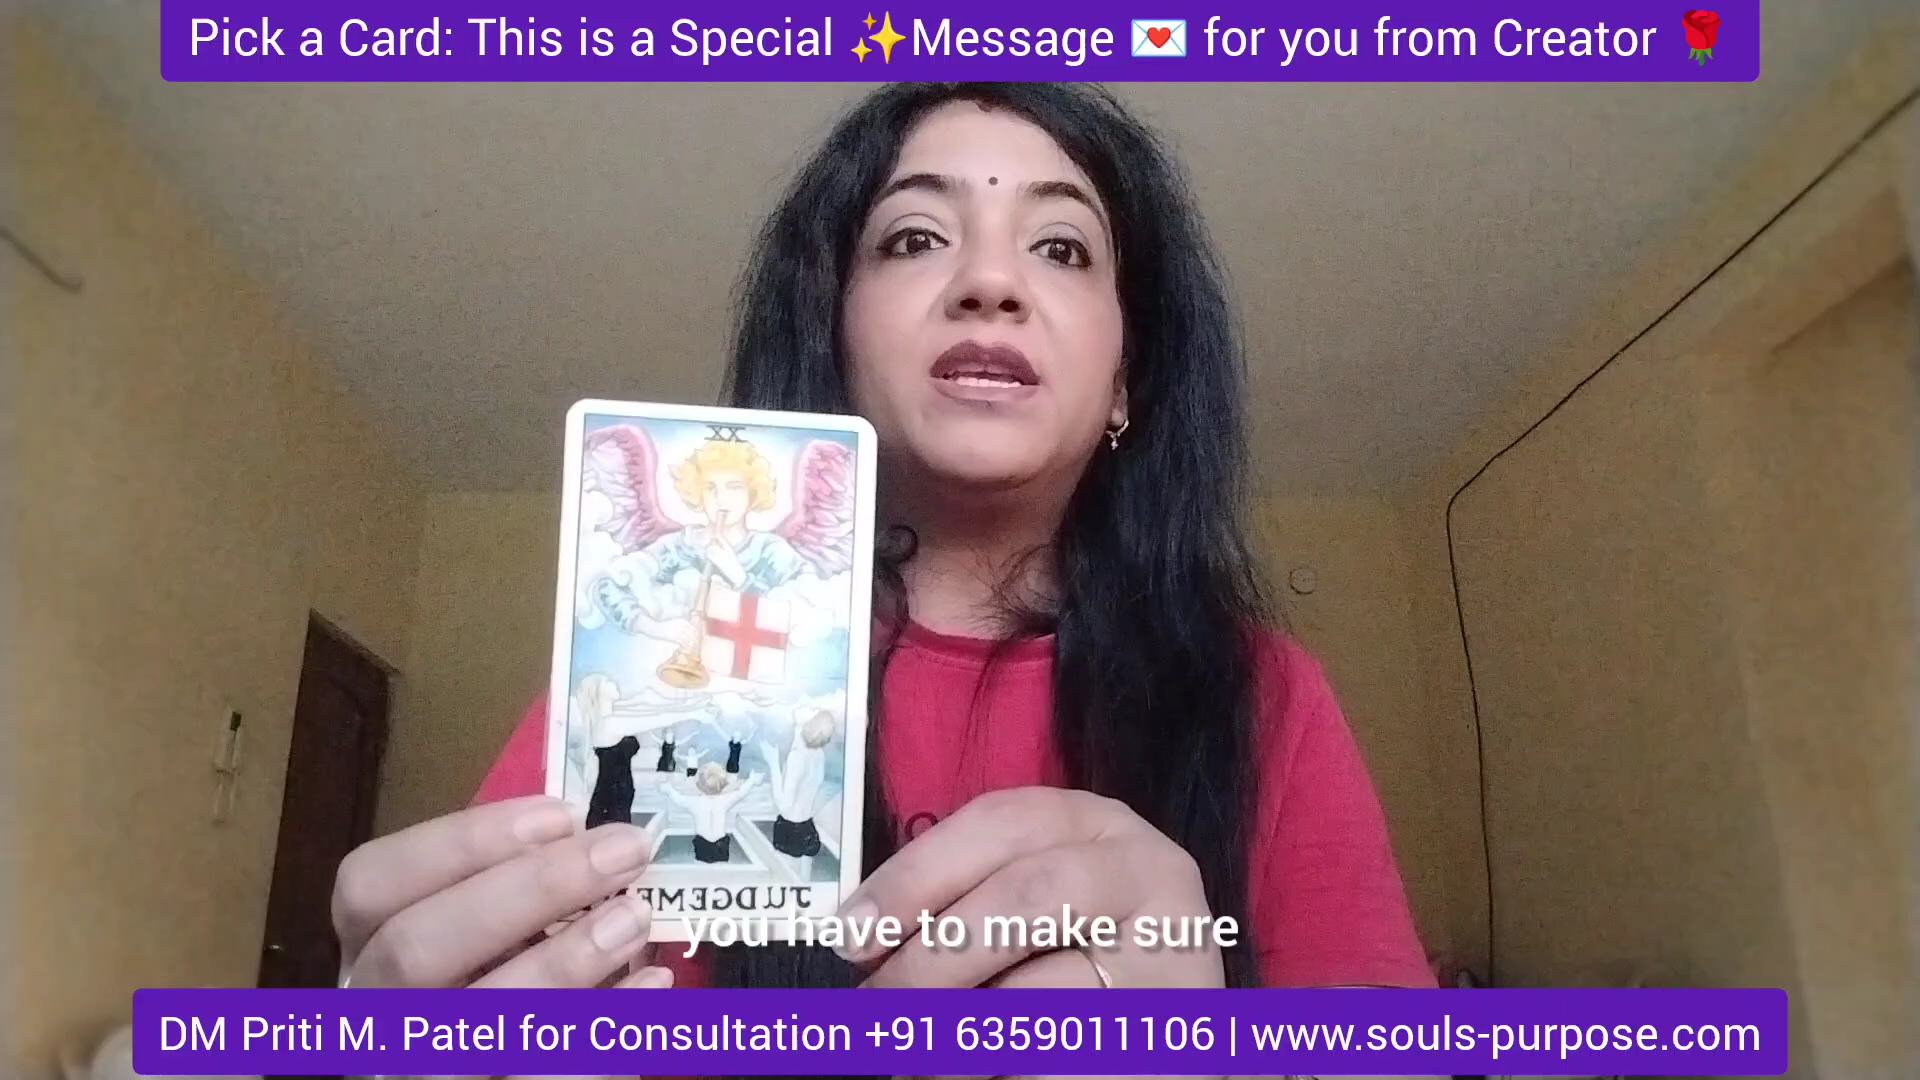 Pick a Card: This is a Special ✨Message 💌 for you from Creator 🌹
XX
JUDGEME
you have to make sure
DM Priti M. Patel for Consultation +91 6359011106 | www.souls-purpose.com